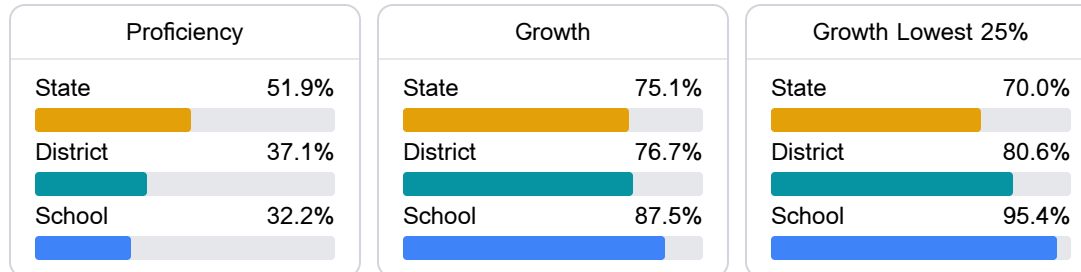 Proficiency
State 51.9%
District 37.1%
School 32.2%
Growth
State 75.1%
District 76.7%
School 87.5%
Growth Lowest 25%
State 70.0%
District 80.6%
School 95.4%